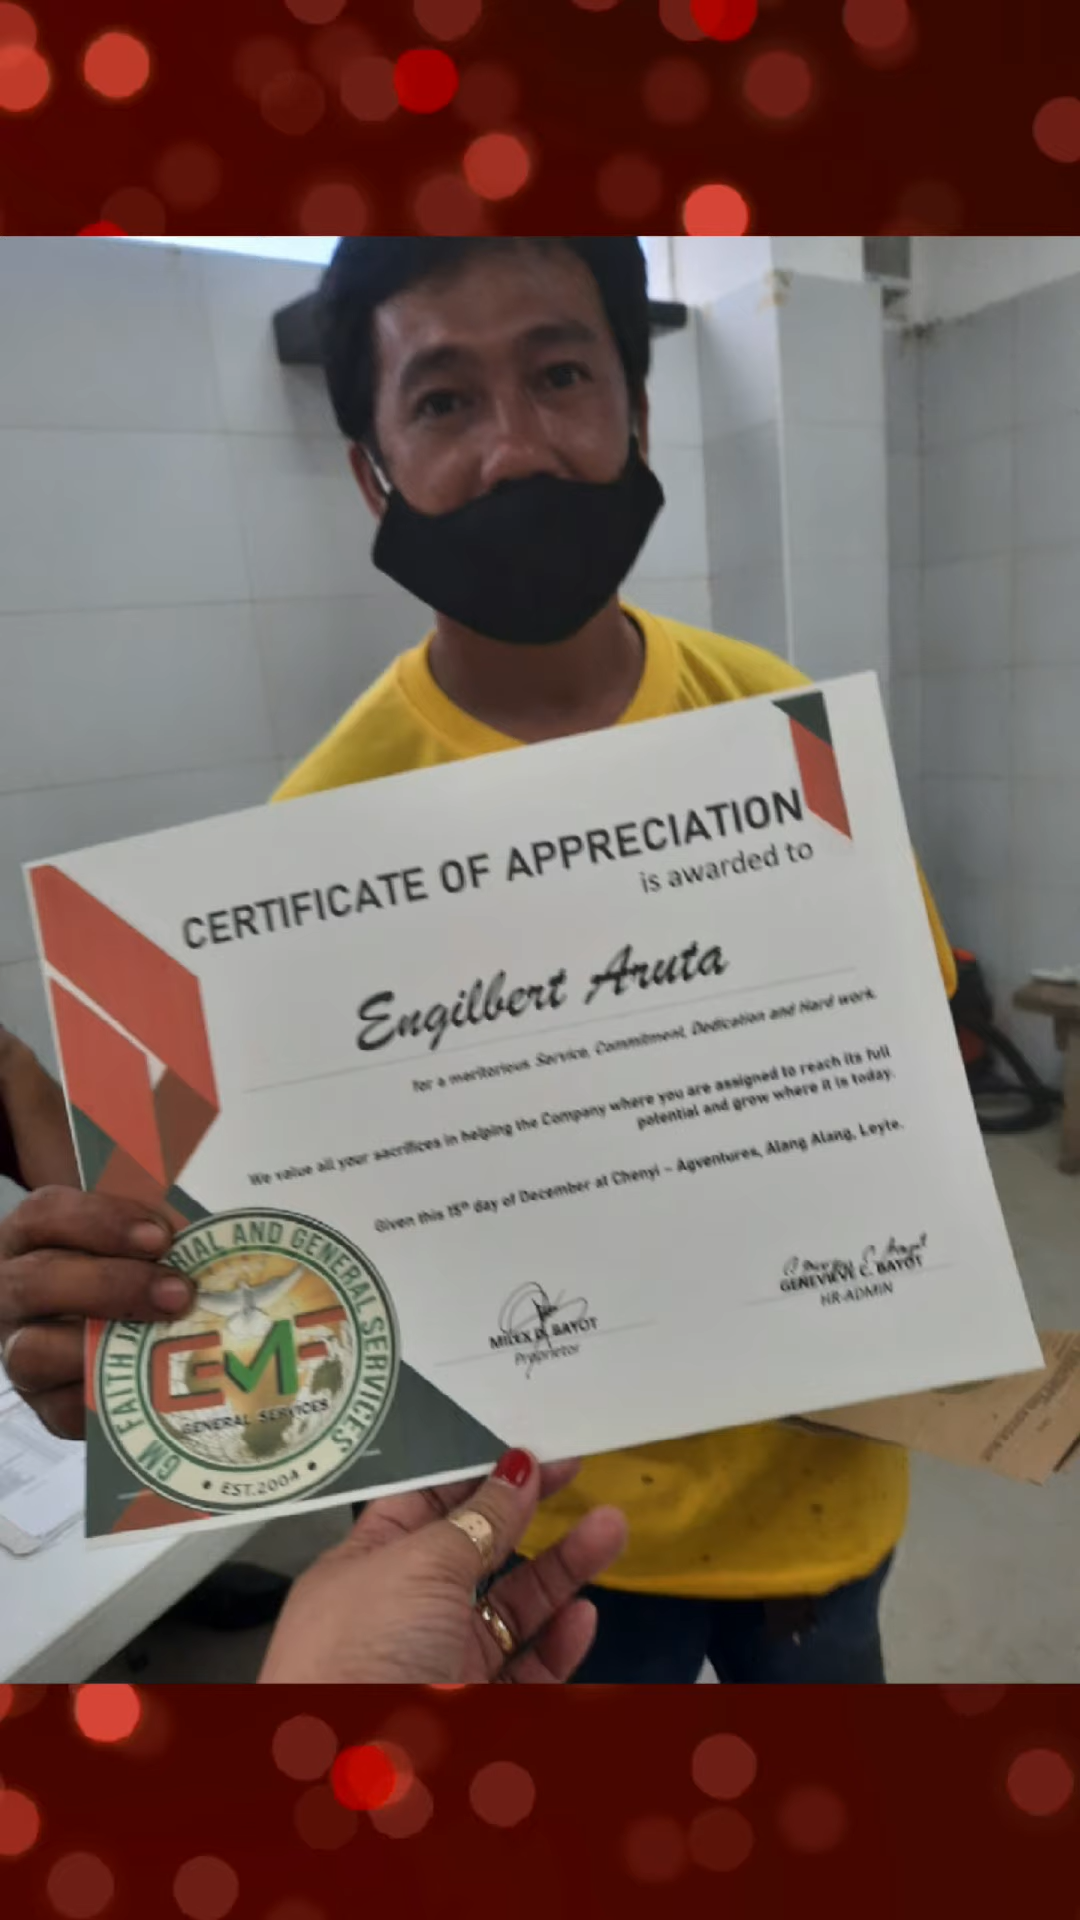 CERTIFICATE OF APPRECIATION
is awarded to
Engilbert Aruta
for a meritorious Service, Commitment, Dedication and Hard work.
We value all your sacrifices in helping the Company where you are assigned to reach its full
potential and grow where it is today.
Given this 15th day of December at Chenyi – Agventures, Alang Alang, Leyte.
MILEX D. BAYOT
Proprietor
GENEVIEVE C. BAYOT
HR-ADMIN
GM FAITH JA RIAL AND GENERAL SERVICES
GMF
GENERAL SERVICES
• EST.2004 •